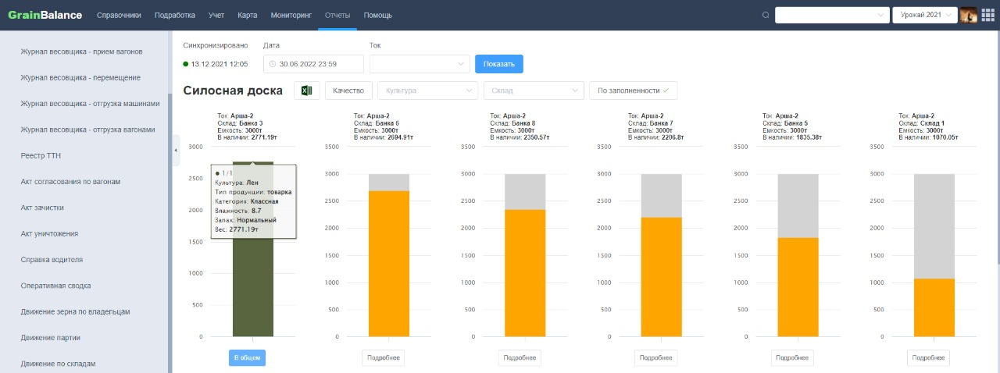 GrainBalance Справочники Подработка Учет Карта Мониторинг Отчеты Помощь Урожай 2021
Журнал весовщика - прием вагонов
Журнал весовщика - перемещение
Журнал весовщика - отгрузка машинами
Журнал весовщика - отгрузка вагонами
Реестр ТТН
Акт согласования по вагонам
Акт зачистки
Акт уничтожения
Справка водителя
Оперативная сводка
Движение зерна по владельцам
Движение партии
Движение по складам
Синхронизировано Дата Ток
13.12.2021 12:05 30.06.2022 23:59 Показать
Силосная доска Качество Культура Склад По заполненности
Ток: Арша-2
Склад: Банка 3
Емкость: 3000т
В наличии: 2771.19т
3000
2000
1500
1000
500
0
1/1
Культура: Лен
Тип продукции: товарка
Категория: Классная
Влажность: 8.7
Запах: Нормальный
Вес: 2771.19т
В общем
Ток: Арша-2
Склад: Банка 6
Емкость: 3000т
В наличии: 2694.91т
3500
3000
2500
2000
1500
1000
500
0
Подробнее
Ток: Арша-2
Склад: Банка 8
Емкость: 3000т
В наличии: 2350.57т
3500
3000
2500
2000
1500
1000
500
0
Подробнее
Ток: Арша-2
Склад: Банка 7
Емкость: 3000т
В наличии: 2206.8т
3500
3000
2500
2000
1500
1000
500
0
Подробнее
Ток: Арша-2
Склад: Банка 5
Емкость: 3000т
В наличии: 1835.38т
3500
3000
2500
2000
1500
1000
500
0
Подробнее
Ток: Арша-2
Склад: Склад 1
Емкость: 3000т
В наличии: 1070.05т
3500
3000
2500
2000
1500
1000
500
0
Подробнее